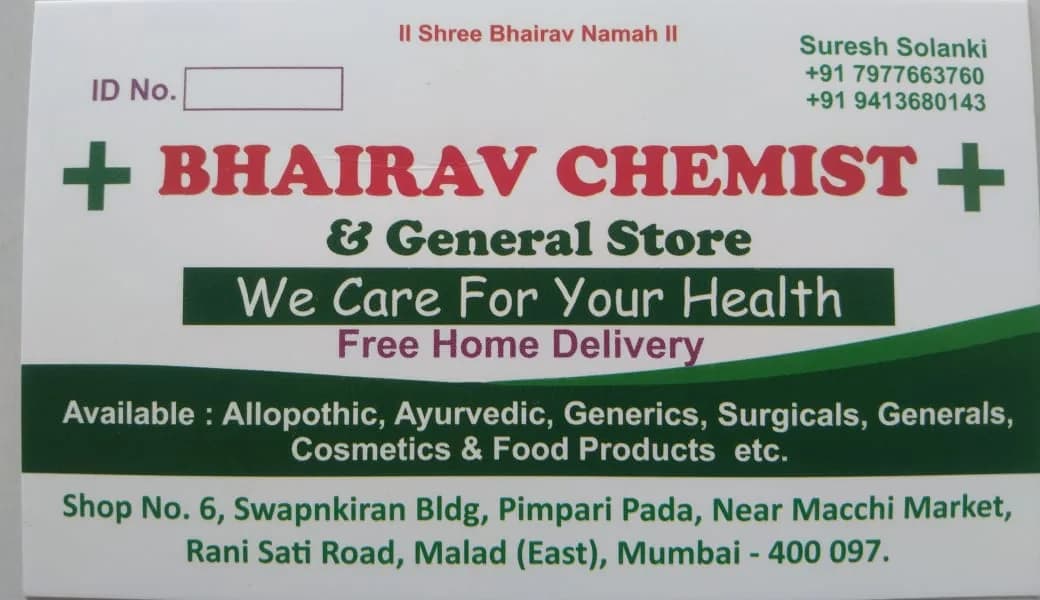 II Shree Bhairav Namah II
Suresh Solanki
+91 7977663760
+91 9413680143
ID No.
BHAIRAV CHEMIST
& General Store
We Care For Your Health
Free Home Delivery
Available : Allopothic, Ayurvedic, Generics, Surgicals, Generals,
Cosmetics & Food Products etc.
Shop No. 6, Swapnkiran Bldg, Pimpari Pada, Near Macchi Market,
Rani Sati Road, Malad (East), Mumbai - 400 097.